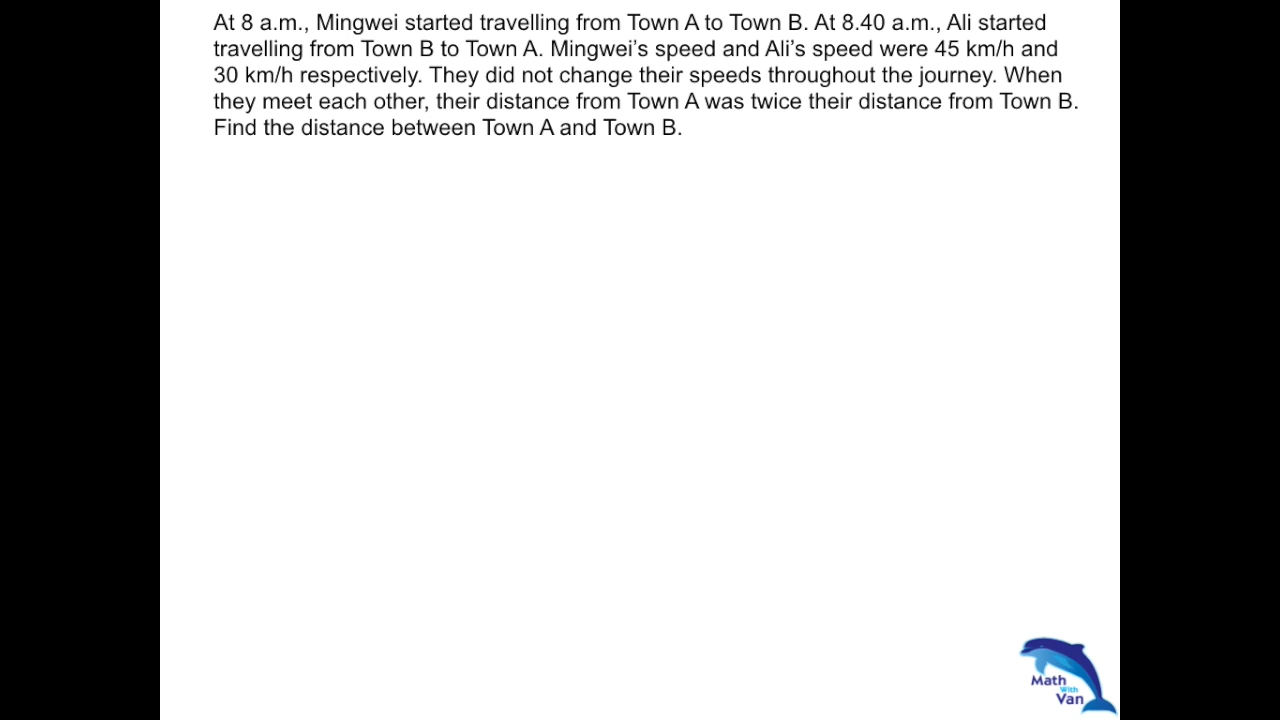 At 8 a.m., Mingwei started travelling from Town A to Town B. At 8.40 a.m., Ali started
travelling from Town B to Town A. Mingwei’s speed and Ali’s speed were 45 km/h and
30 km/h respectively. They did not change their speeds throughout the journey. When
they meet each other, their distance from Town A was twice their distance from Town B.
Find the distance between Town A and Town B.
Math
With
Van